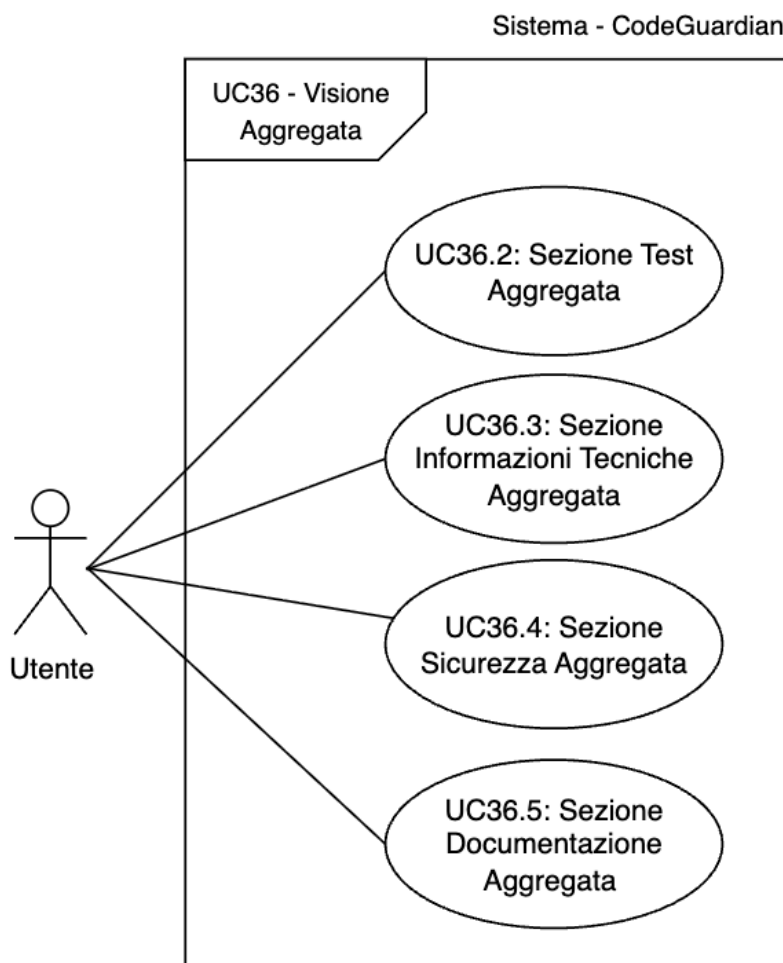 Sistema - CodeGuardian
UC36 - Visione
Aggregata
UC36.2: Sezione Test
Aggregata
UC36.3: Sezione
Informazioni Tecniche
Aggregata
UC36.4: Sezione
Sicurezza Aggregata
Utente
UC36.5: Sezione
Documentazione
Aggregata